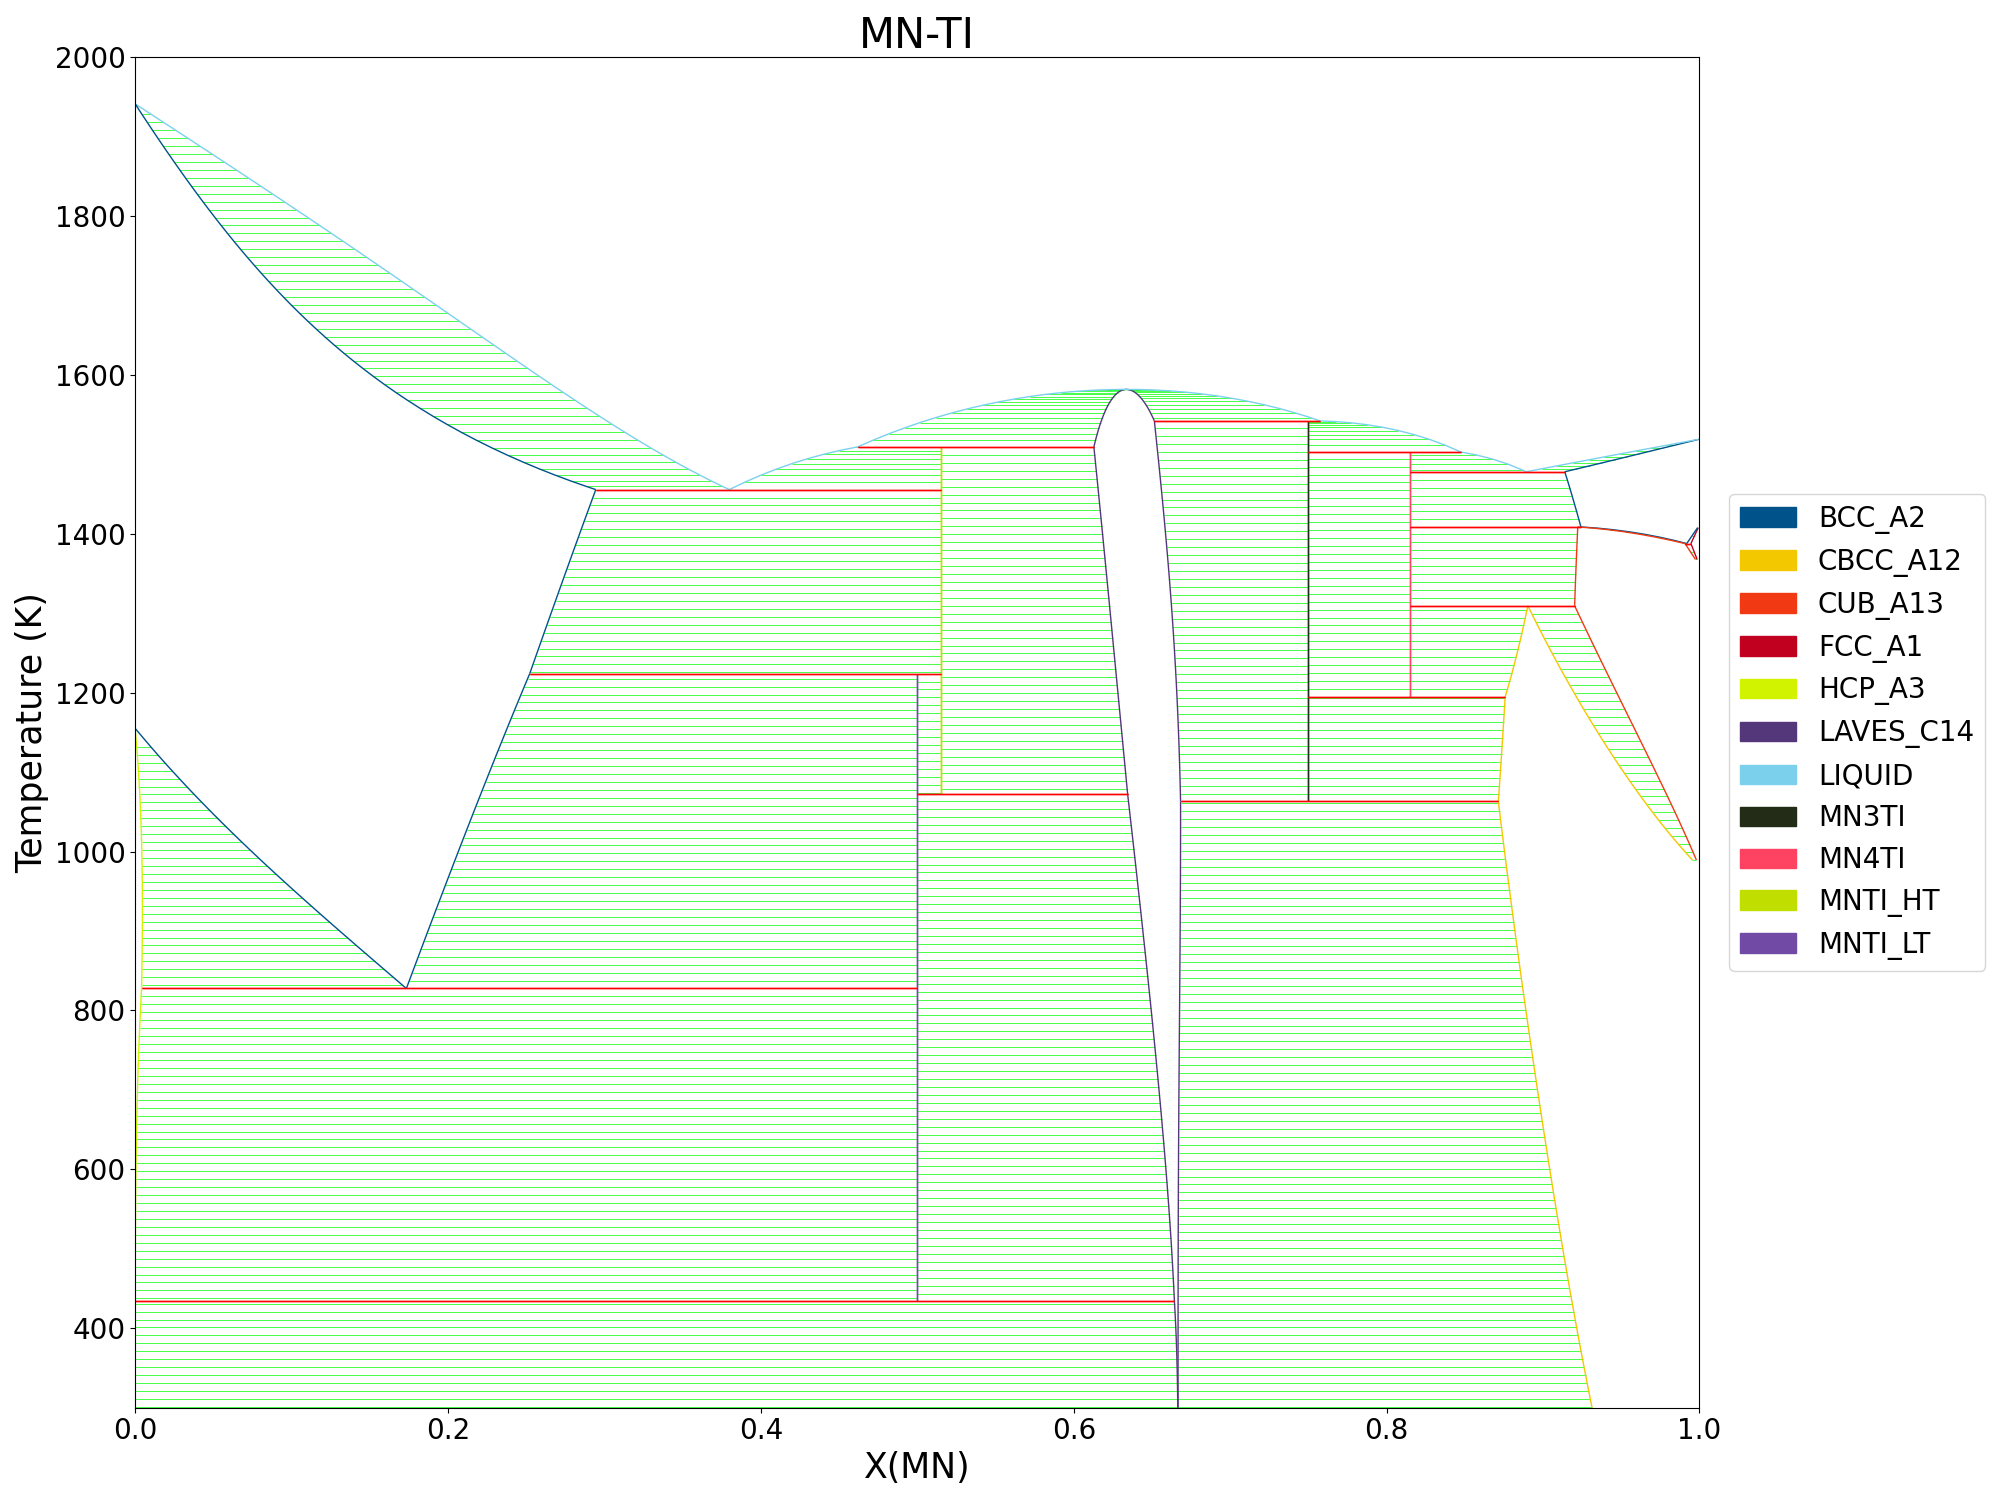 MN-TI
2000
1800
1600
1400
1200
1000
800
600
400
Temperature (K)
0.0 0.2 0.4 0.6 0.8 1.0
X(MN)
BCC_A2
CBCC_A12
CUB_A13
FCC_A1
HCP_A3
LAVES_C14
LIQUID
MN3TI
MN4TI
MNTI_HT
MNTI_LT